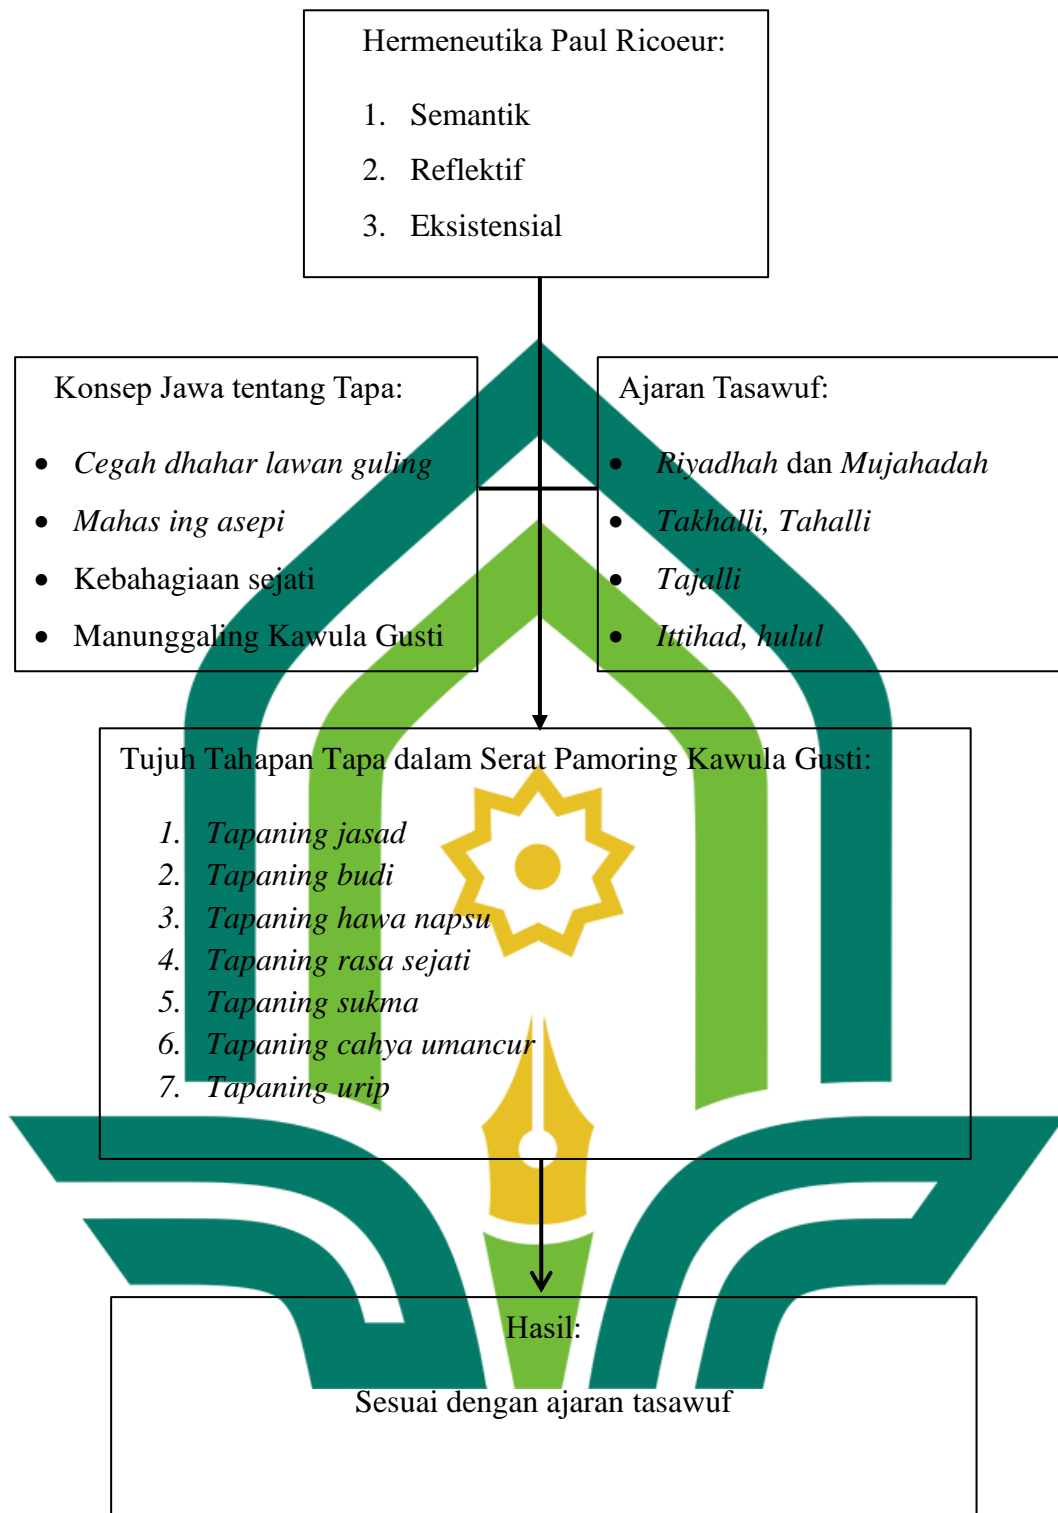 Hermeneutika Paul Ricoeur:
1. Semantik
2. Reflektif
3. Eksistensial
Konsep Jawa tentang Tapa:
• Cegah dhahar lawan guling
• Mahas ing asepi
• Kebahagiaan sejati
• Manunggaling Kawula Gusti
Ajaran Tasawuf:
• Riyadhah dan Mujahadah
• Takhalli, Tahalli
• Tajalli
• Ittihad, hulul
Tujuh Tahapan Tapa dalam Serat Pamoring Kawula Gusti:
1. Tapaning jasad
2. Tapaning budi
3. Tapaning hawa napsu
4. Tapaning rasa sejati
5. Tapaning sukma
6. Tapaning cahya umancur
7. Tapaning urip
Hasil:
Sesuai dengan ajaran tasawuf